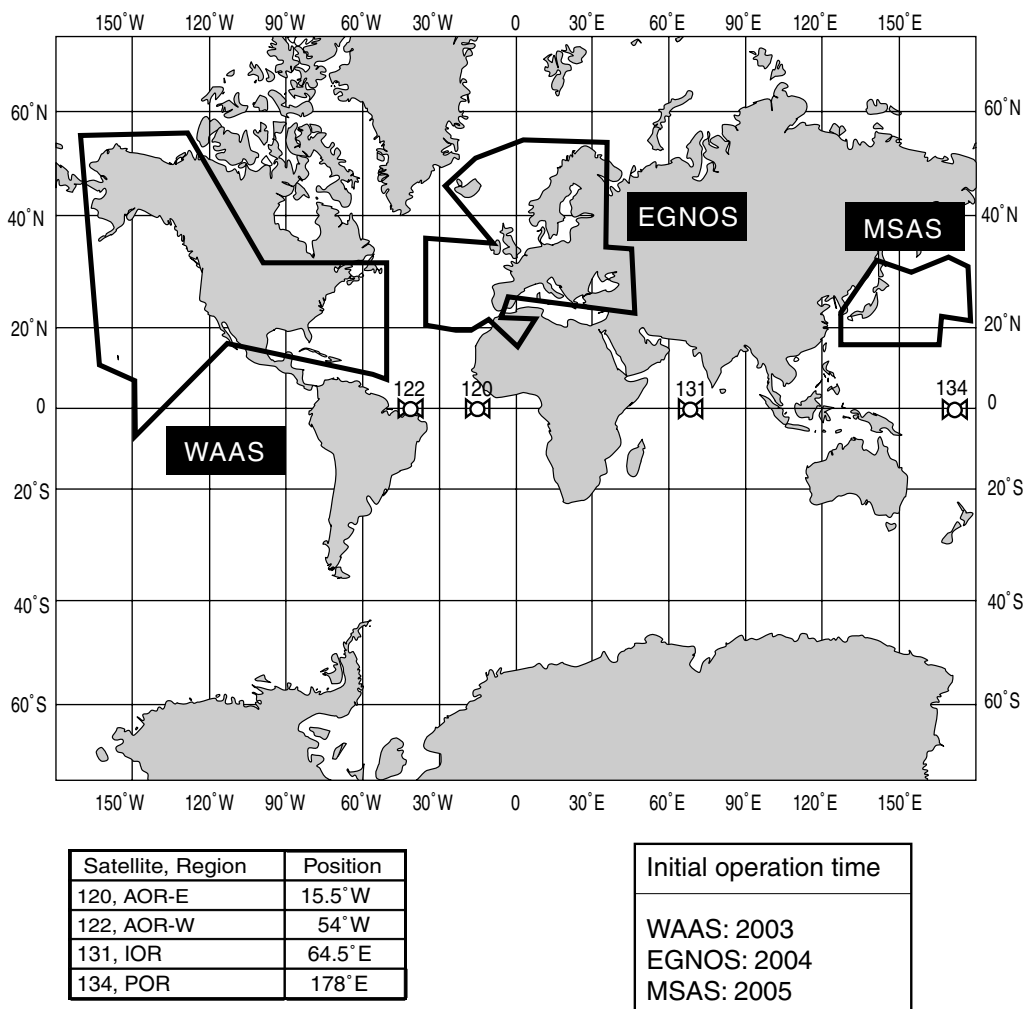 150˚W 120˚W 90˚W 60˚W 30˚W 0 30˚E 60˚E 90˚E 120˚E 150˚E
60˚N 60˚N
EGNOS
40˚N MSAS 40˚N
20˚N 20˚N
122 120 131 134
0 0
WAAS
20˚S 20˚S
40˚S 40˚S
60˚S 60˚S
150˚W 120˚W 90˚W 60˚W 30˚W 0 30˚E 60˚E 90˚E 120˚E 150˚E
Satellite, Region Position
120, AOR-E 15.5˚W
122, AOR-W 54˚W
131, IOR 64.5˚E
134, POR 178˚E
Initial operation time
WAAS: 2003
EGNOS: 2004
MSAS: 2005